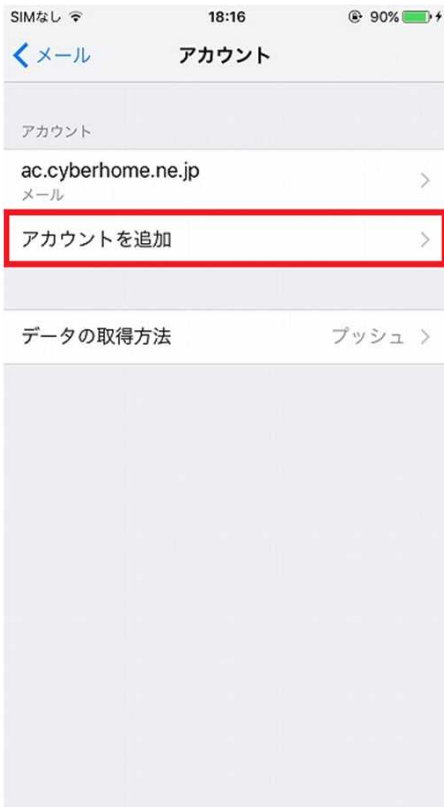 SIMなし 18:16 90%
メール アカウント
アカウント
ac.cyberhome.ne.jp
メール
アカウントを追加
データの取得方法 プッシュ